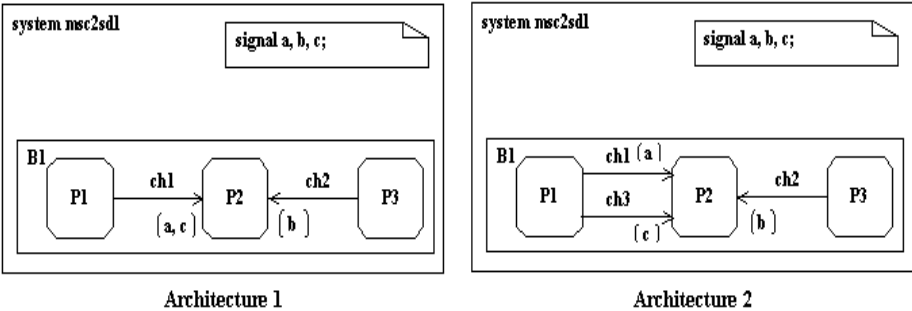 system msc2sdl
signal a, b, c;
B1
P1
ch1
(a, c)
P2
ch2
(b)
P3
Architecture 1
system msc2sdl
signal a, b, c;
B1
P1
ch1 (a)
ch3
(c)
P2
ch2
(b)
P3
Architecture 2